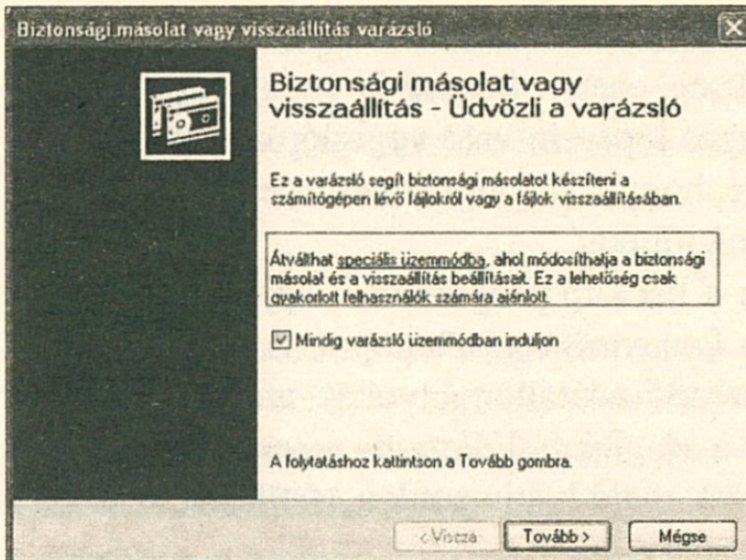 Biztonsági másolat vagy visszaállítás varázsló
Biztonsági másolat vagy
visszaállítás - Üdvözli a varázsló
Ez a varázsló segít biztonsági másolatot készíteni a
számítógépen lévő fájlokról vagy a fájlok visszaállításában.
Átválthat speciális üzemmódba, ahol módosíthatja a biztonsági
másolat és a visszaállítás beállításait. Ez a lehetőség csak
gyakorlott felhasználók számára ajánlott.
Mindig varázsló üzemmódban induljon
A folytatáshoz kattintson a Tovább gombra.
< Vissza Tovább > Mégse